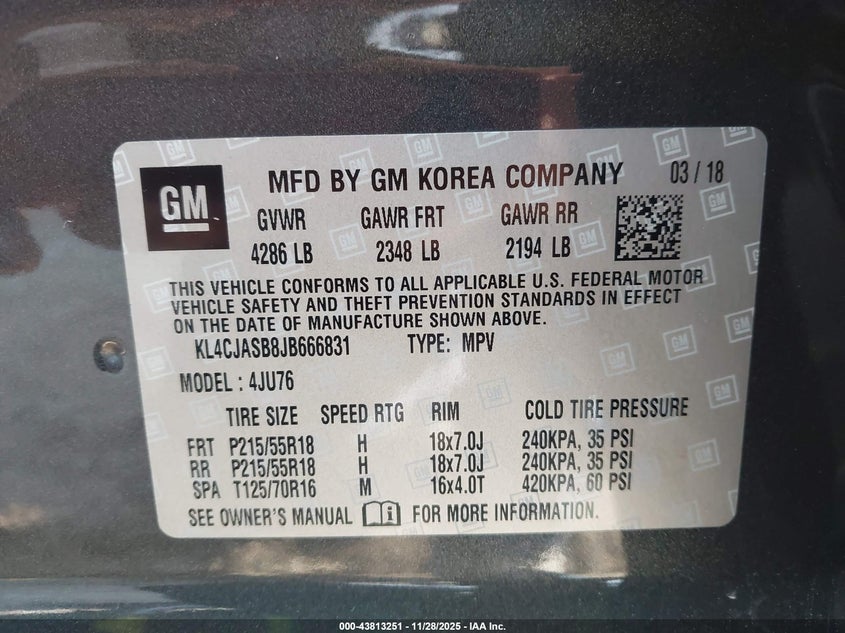 GM
MFD BY GM KOREA COMPANY 03 / 18
GVWR GAWR FRT GAWR RR
4286 LB 2348 LB 2194 LB
THIS VEHICLE CONFORMS TO ALL APPLICABLE U.S. FEDERAL MOTOR
VEHICLE SAFETY AND THEFT PREVENTION STANDARDS IN EFFECT
ON THE DATE OF MANUFACTURE SHOWN ABOVE.
KL4CJASB8JB666831 TYPE: MPV
MODEL : 4JU76
TIRE SIZE SPEED RTG RIM COLD TIRE PRESSURE
FRT P215/55R18 H 18x7.0J 240KPA, 35 PSI
RR P215/55R18 H 18x7.0J 240KPA, 35 PSI
SPA T125/70R16 M 16x4.0T 420KPA, 60 PSI
SEE OWNER'S MANUAL FOR MORE INFORMATION.
000-43813251 - 11/28/2025 - IAA Inc.